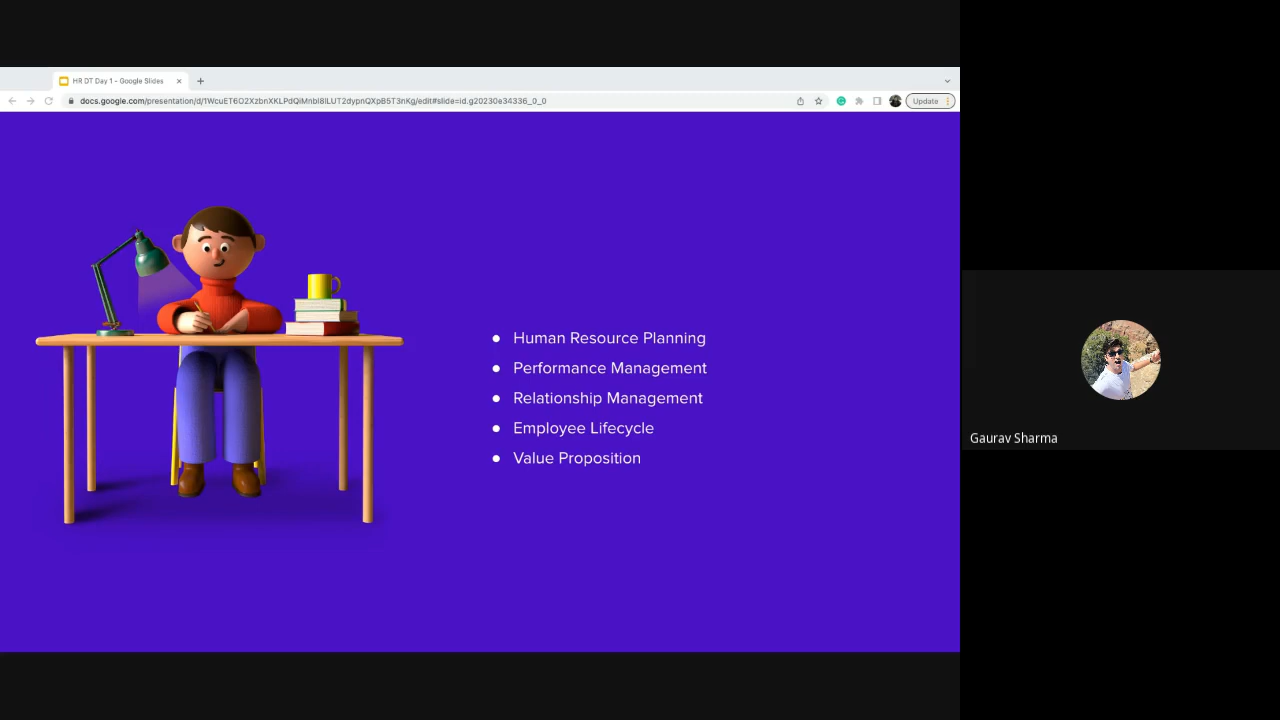 HR DT Day 1 - Google Slides
Update
● Human Resource Planning
● Performance Management
● Relationship Management
● Employee Lifecycle
● Value Proposition
Gaurav Sharma